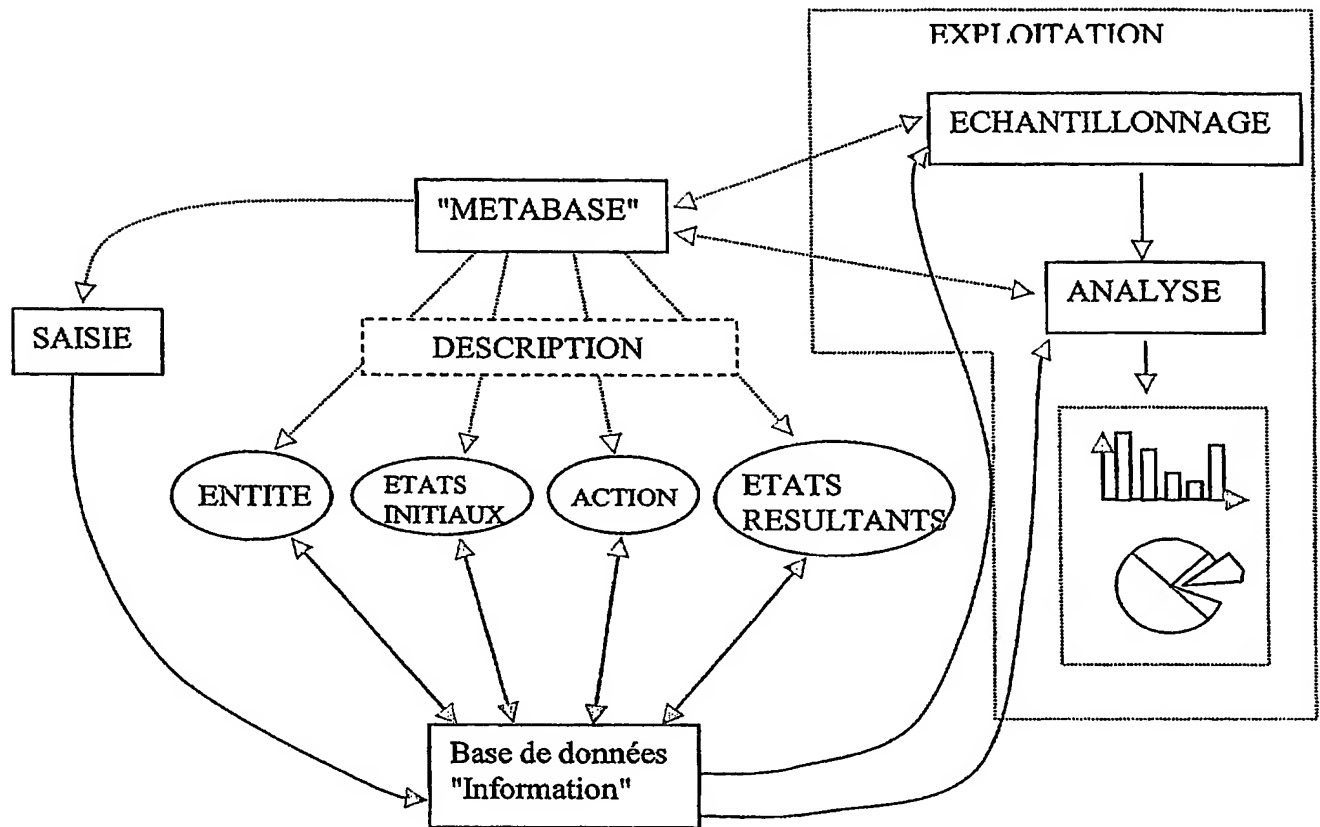 EXPLOITATION
ECHANTILLONNAGE
"METABASE"
ANALYSE
SAISIE
DESCRIPTION
ENTITE
ETATS
INITIAUX
ACTION
ETATS
RESULTANTS
Base de données
"Information"